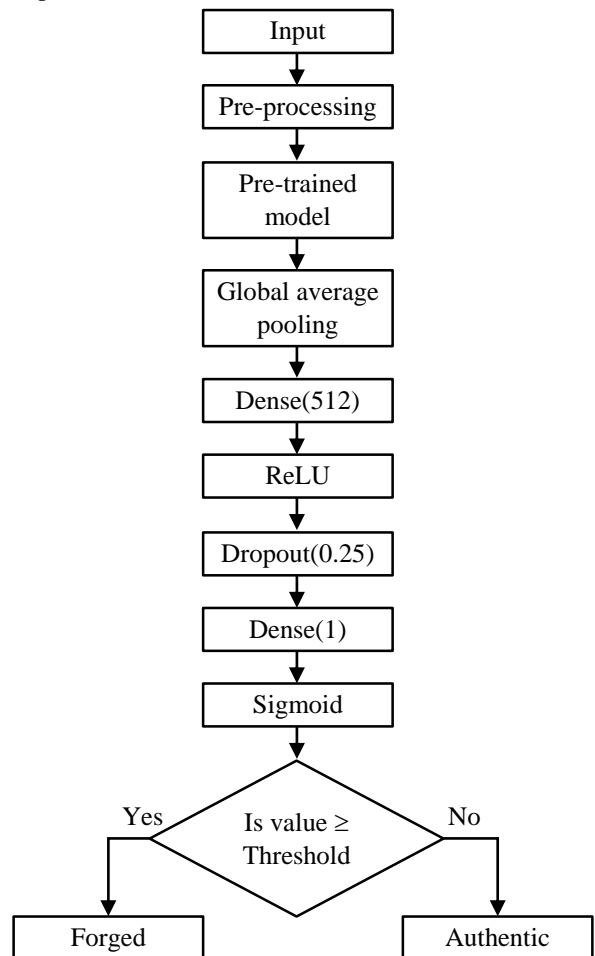 Input
Pre-processing
Pre-trained
model
Global average
pooling
Dense(512)
ReLU
Dropout(0.25)
Dense(1)
Sigmoid
Yes
No
Is value ≥
Threshold
Forged
Authentic